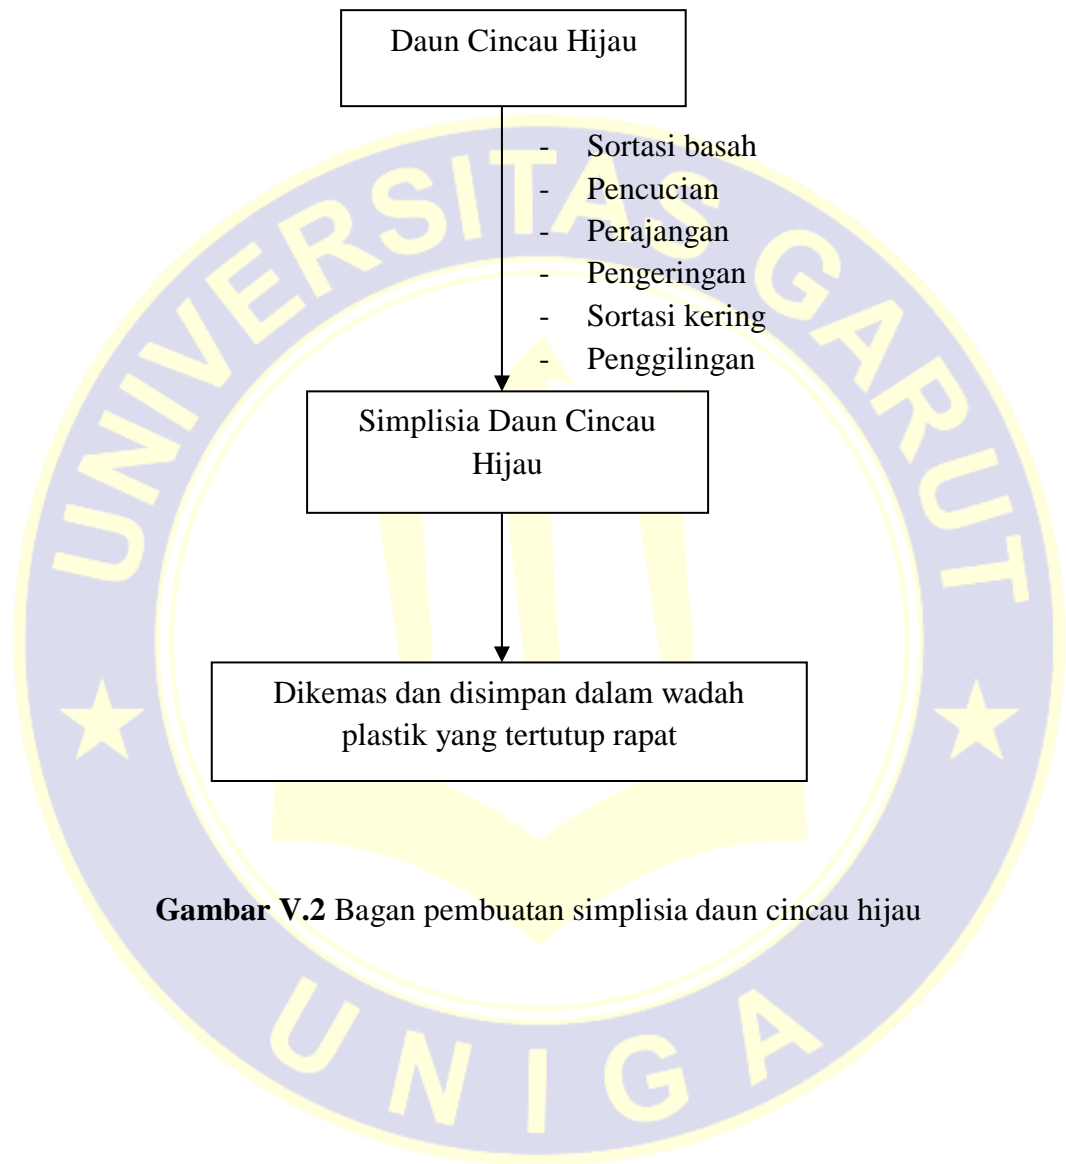 Daun Cincau Hijau
- Sortasi basah
- Pencucian
- Perajangan
- Pengeringan
- Sortasi kering
- Penggilingan
Simplisia Daun Cincau
Hijau
Dikemas dan disimpan dalam wadah
plastik yang tertutup rapat
Gambar V.2 Bagan pembuatan simplisia daun cincau hijau
UNIVERSITAS GARUT
UNIGA